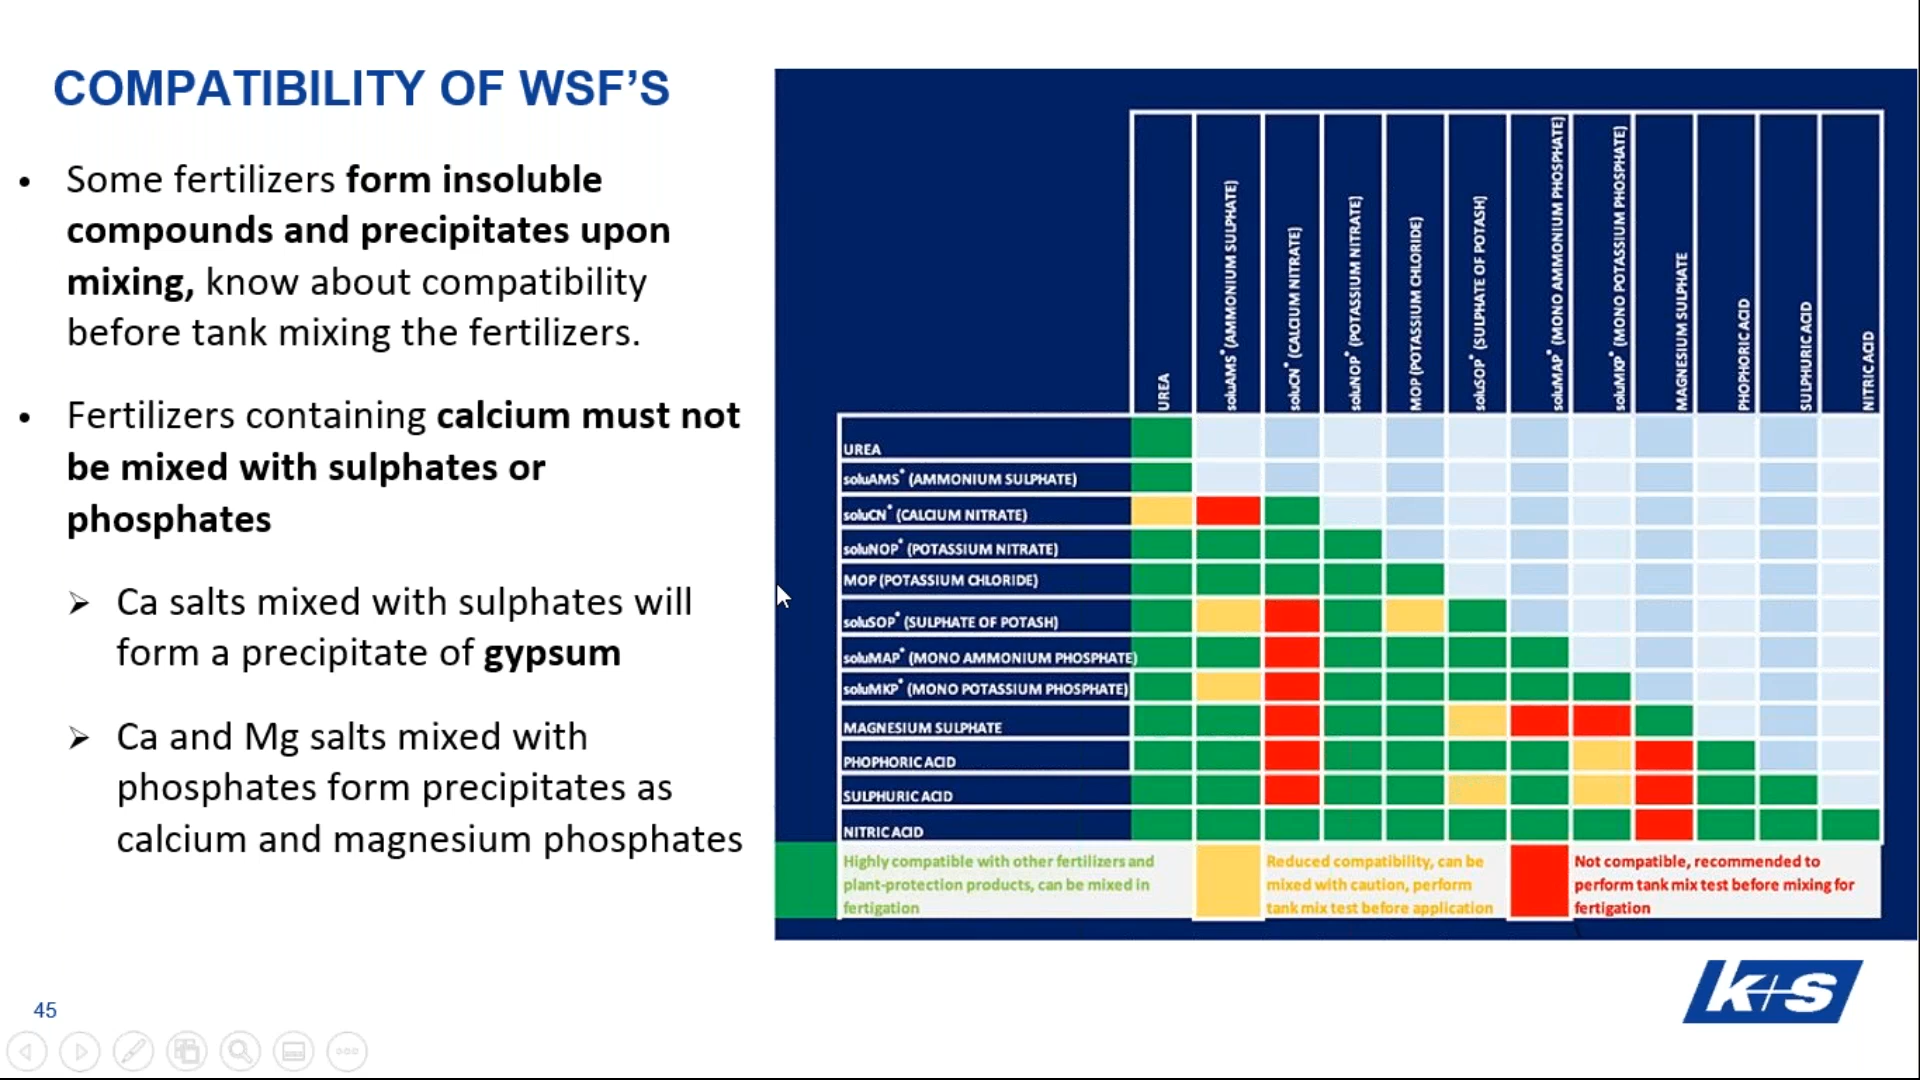 COMPATIBILITY OF WSF’S
• Some fertilizers form insoluble
compounds and precipitates upon
mixing, know about compatibility
before tank mixing the fertilizers.
• Fertilizers containing calcium must not
be mixed with sulphates or
phosphates
➢ Ca salts mixed with sulphates will
form a precipitate of gypsum
➢ Ca and Mg salts mixed with
phosphates form precipitates as
calcium and magnesium phosphates
UREA
soluAMS® (AMMONIUM SULPHATE)
soluCN® (CALCIUM NITRATE)
soluNOP® (POTASSIUM NITRATE)
MOP (POTASSIUM CHLORIDE)
soluSOP® (SULPHATE OF POTASH)
soluMAP® (MONO AMMONIUM PHOSPHATE)
soluMKP® (MONO POTASSIUM PHOSPHATE)
MAGNESIUM SULPHATE
PHOPHORIC ACID
SULPHURIC ACID
NITRIC ACID
UREA
soluAMS® (AMMONIUM SULPHATE)
soluCN® (CALCIUM NITRATE)
soluNOP® (POTASSIUM NITRATE)
MOP (POTASSIUM CHLORIDE)
soluSOP® (SULPHATE OF POTASH)
soluMAP® (MONO AMMONIUM PHOSPHATE)
soluMKP® (MONO POTASSIUM PHOSPHATE)
MAGNESIUM SULPHATE
PHOPHORIC ACID
SULPHURIC ACID
NITRIC ACID
Highly compatible with other fertilizers and
plant-protection products, can be mixed in
fertigation
Reduced compatibility, can be
mixed with caution, perform
tank mix test before application
Not compatible, recommended to
perform tank mix test before mixing for
fertigation
45
K+S